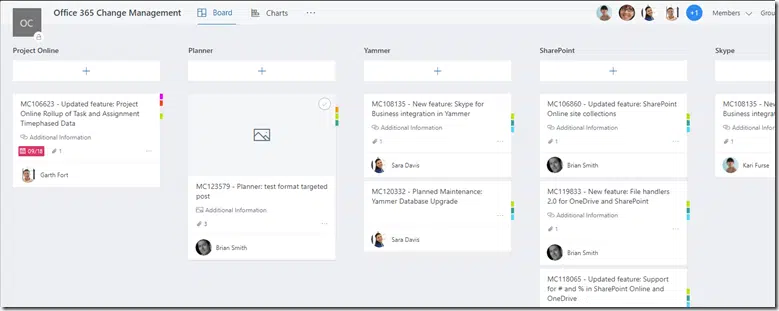 OC
Office 365 Change Management
Board
Charts
...
+1
Members
Grou
Project Online
Planner
Yammer
SharePoint
Skype
+
+
+
+
MC106623 - Updated feature: Project
Online Rollup of Task and Assignment
Timephased Data
Additional Information
09/18
1
...
Garth Fort
MC123579 - Planner: test format targeted
post
Additional Information
3
...
Brian Smith
MC108135 - New feature: Skype for
Business integration in Yammer
Additional Information
1
...
Sara Davis
MC120332 - Planned Maintenance:
Yammer Database Upgrade
...
Sara Davis
MC106860 - Updated feature: SharePoint
Online site collections
Additional Information
1
...
Brian Smith
MC119833 - New feature: File handlers
2.0 for OneDrive and SharePoint
Additional Information
1
...
Brian Smith
MC118065 - Updated feature: Support
for # and % in SharePoint Online and
OneDrive
MC108135 - New
Business integrat
Additional Infor
1
Kari Furse